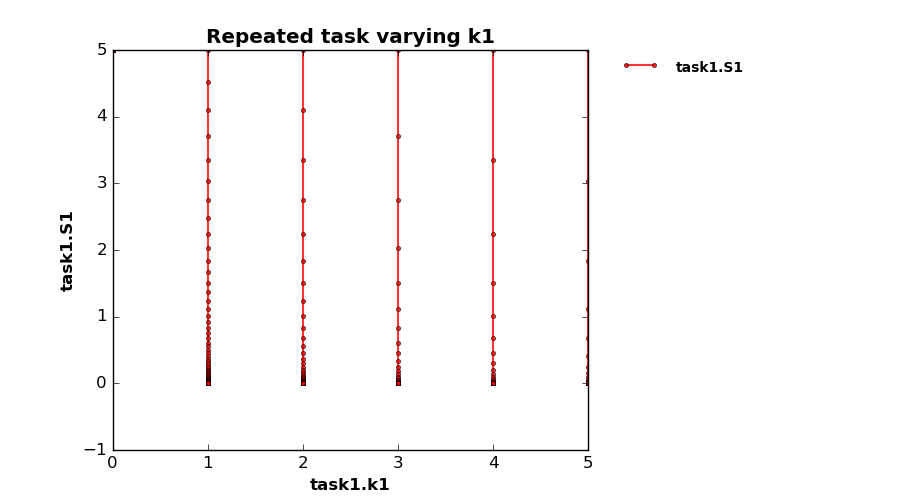 Repeated task varying k1
task1.S1
5
4
3
2
1
0
−1
0 1 2 3 4 5
task1.k1
task1.S1